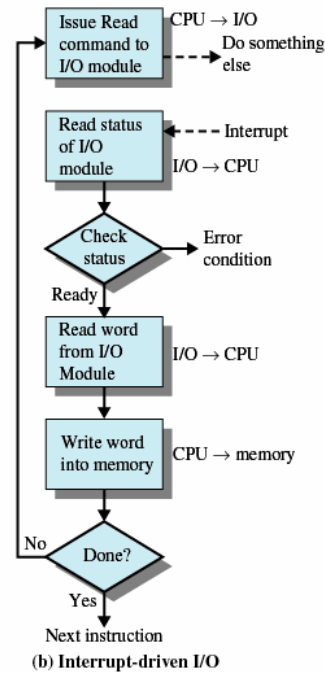 Issue Read
command to
I/O module
CPU → I/O
Do something
else
Read status
of I/O
module
Interrupt
I/O → CPU
Check
status
Error
condition
Ready
Read word
from I/O
Module
I/O → CPU
Write word
into memory
CPU → memory
No
Done?
Yes
Next instruction
(b) Interrupt-driven I/O